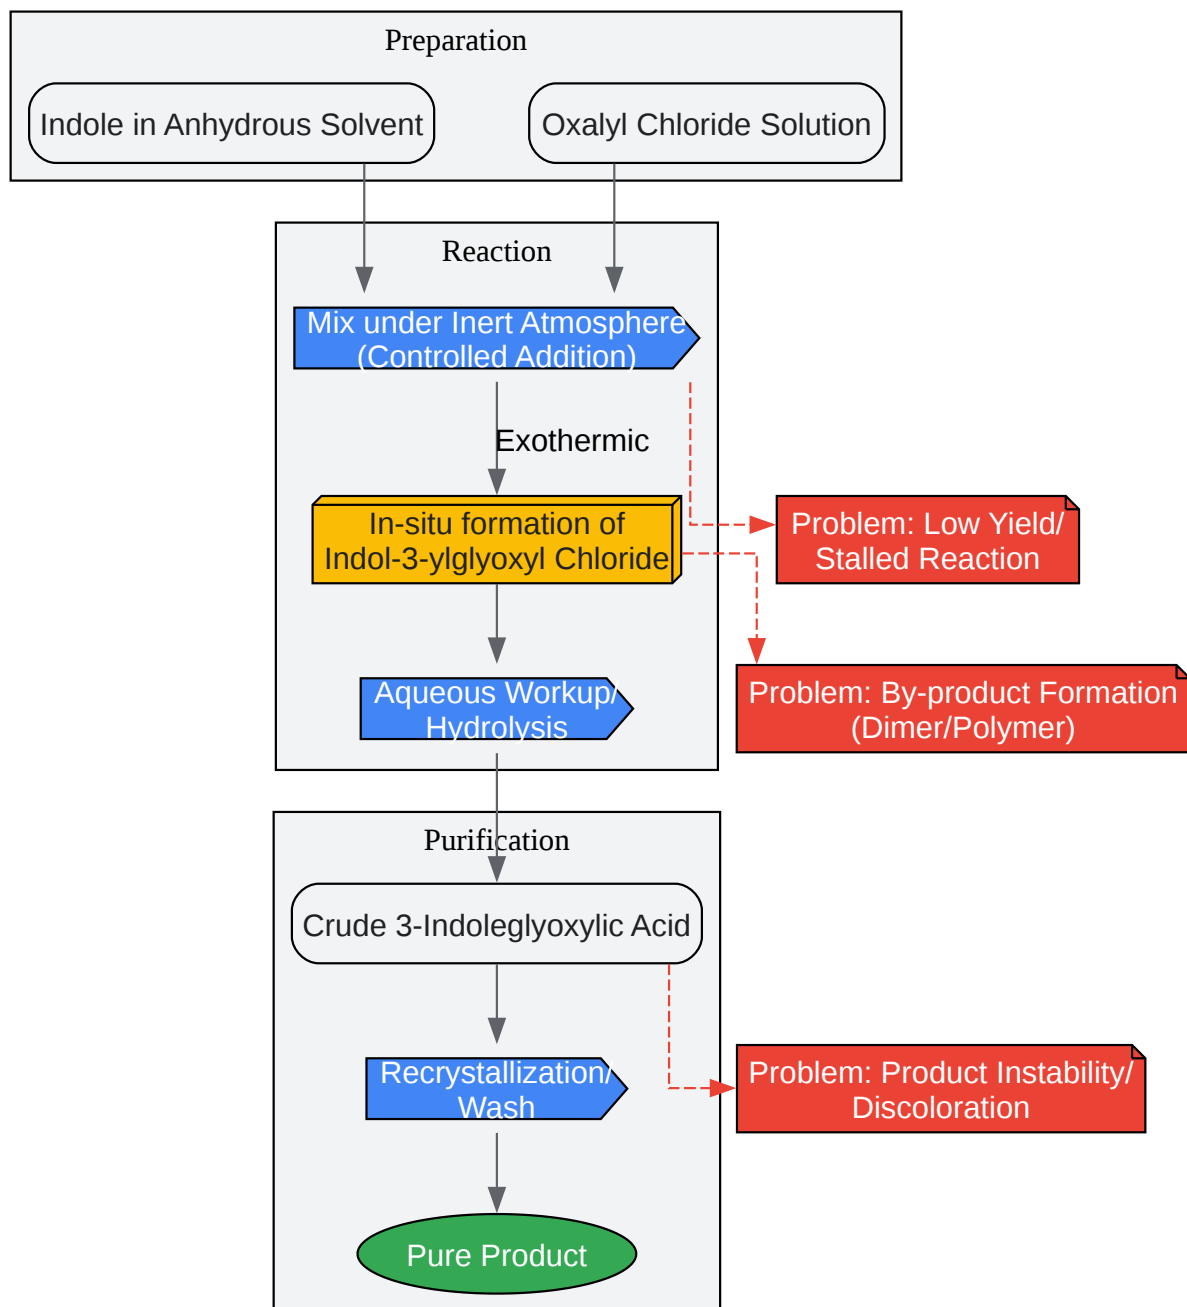 Preparation
Indole in Anhydrous Solvent
Oxalyl Chloride Solution
Reaction
Mix under Inert Atmosphere
(Controlled Addition)
Exothermic
In-situ formation of
Indol-3-ylglyoxyl Chloride
Problem: Low Yield/
Stalled Reaction
Aqueous Workup/
Hydrolysis
Problem: By-product Formation
(Dimer/Polymer)
Purification
Crude 3-Indoleglyoxylic Acid
Recrystallization/
Wash
Problem: Product Instability/
Discoloration
Pure Product